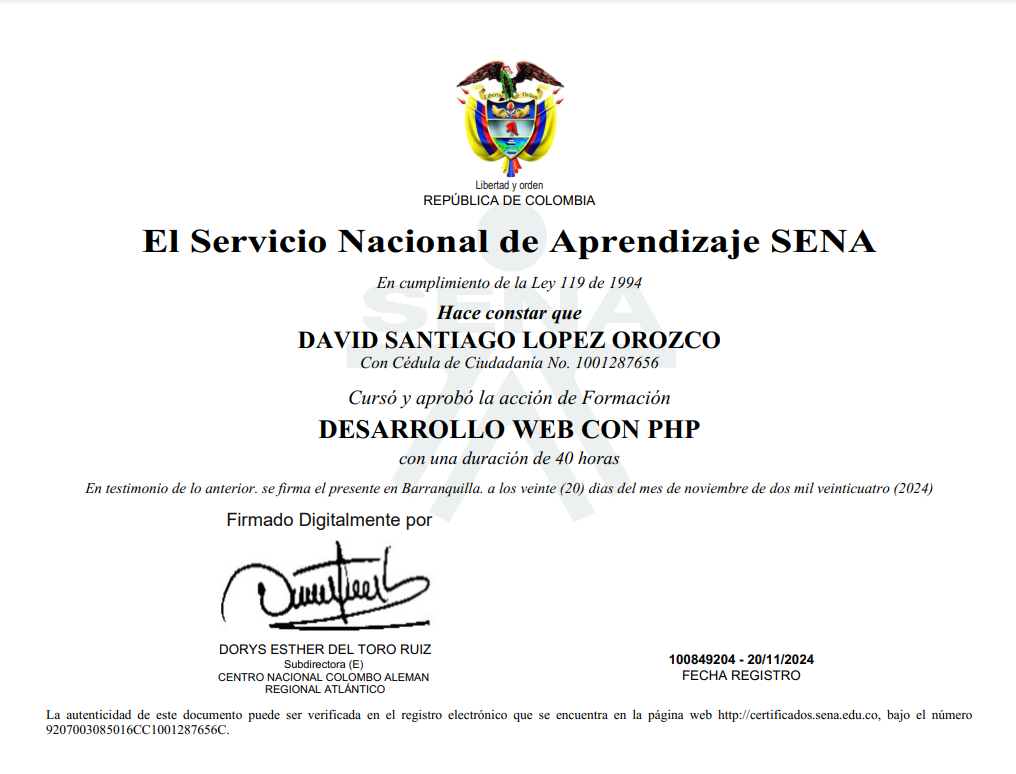 Libertad y Orden
Libertad y orden
REPÚBLICA DE COLOMBIA
El Servicio Nacional de Aprendizaje SENA
En cumplimiento de la Ley 119 de 1994
SENA
Hace constar que
DAVID SANTIAGO LOPEZ OROZCO
Con Cédula de Ciudadanía No. 1001287656
Cursó y aprobó la acción de Formación
DESARROLLO WEB CON PHP
con una duración de 40 horas
En testimonio de lo anterior. se firma el presente en Barranquilla. a los veinte (20) dias del mes de noviembre de dos mil veinticuatro (2024)
Firmado Digitalmente por
DORYS ESTHER DEL TORO RUIZ
Subdirectora (E)
CENTRO NACIONAL COLOMBO ALEMAN
REGIONAL ATLÁNTICO
100849204 - 20/11/2024
FECHA REGISTRO
La autenticidad de este documento puede ser verificada en el registro electrónico que se encuentra en la página web http://certificados.sena.edu.co, bajo el número
9207003085016CC1001287656C.